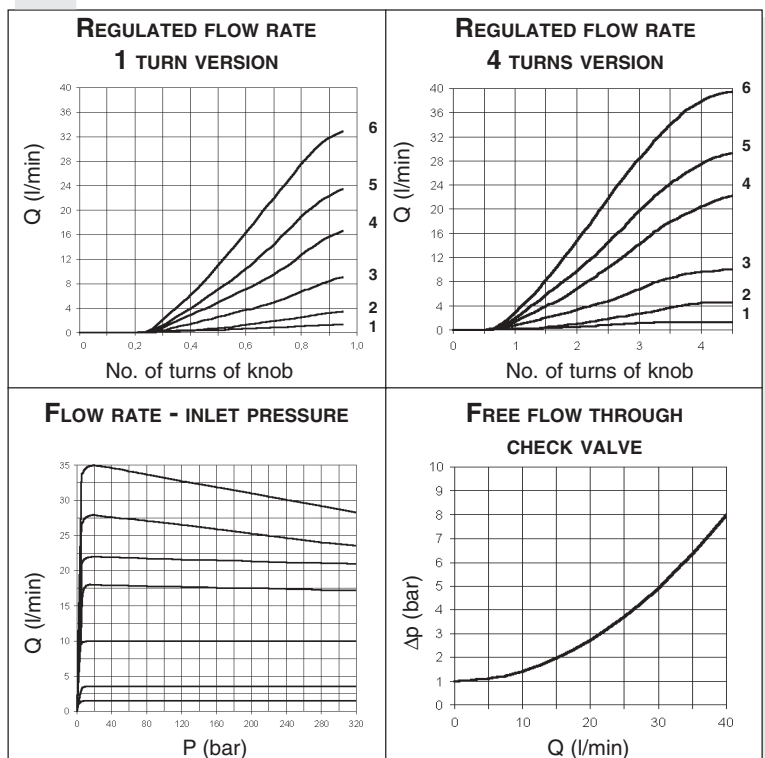 REGULATED FLOW RATE
1 TURN VERSION
Q (l/min)
40
36
32
28
24
20
16
12
8
4
0
0 0,2 0,4 0,6 0,8 1,0
No. of turns of knob
6
5
4
3
2
1
REGULATED FLOW RATE
4 TURNS VERSION
Q (l/min)
40
36
32
28
24
20
16
12
8
4
0
0 1 2 3 4
No. of turns of knob
6
5
4
3
2
1
FLOW RATE - INLET PRESSURE
Q (l/min)
35
30
25
20
15
10
5
0
0 40 80 120 160 200 240 280 320
P (bar)
FREE FLOW THROUGH
CHECK VALVE
Δp (bar)
10
9
8
7
6
5
4
3
2
1
0
0 10 20 30 40
Q (l/min)